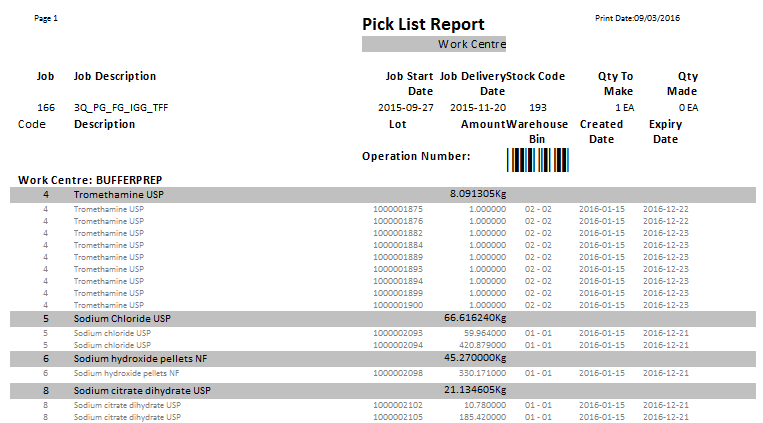 Page 1 Pick List Report Print Date:09/03/2016
Work Centre
Job Job Description Job Start Date Job Delivery Date Stock Code Qty To Make Qty Made
166 3Q_PG_FG_IGG_TFF 2015-09-27 2015-11-20 193 1 EA 0 EA
Code Description Lot Amount Warehouse Bin Created Date Expiry Date
Operation Number:
Work Centre: BUFFERPREP
4 Tromethamine USP 8.091305Kg
4 Tromethamine USP 1000001875 1.000000 02 - 02 2016-01-15 2016-12-22
4 Tromethamine USP 1000001876 1.000000 02 - 02 2016-01-15 2016-12-22
4 Tromethamine USP 1000001882 1.000000 02 - 02 2016-01-15 2016-12-23
4 Tromethamine USP 1000001884 1.000000 02 - 02 2016-01-15 2016-12-23
4 Tromethamine USP 1000001889 1.000000 02 - 02 2016-01-15 2016-12-23
4 Tromethamine USP 1000001893 1.000000 02 - 02 2016-01-15 2016-12-23
4 Tromethamine USP 1000001894 1.000000 02 - 02 2016-01-15 2016-12-23
4 Tromethamine USP 1000001899 1.000000 02 - 02 2016-01-15 2016-12-23
4 Tromethamine USP 1000001900 1.000000 02 - 02 2016-01-15 2016-12-23
5 Sodium Chloride USP 66.616240Kg
5 Sodium chloride USP 1000002093 59.964000 01 - 01 2016-01-15 2016-12-21
5 Sodium chloride USP 1000002094 420.879000 01 - 01 2016-01-15 2016-12-21
6 Sodium hydroxide pellets NF 45.270000Kg
6 Sodium hydroxide pellets NF 1000002098 330.171000 01 - 01 2016-01-15 2016-12-21
8 Sodium citrate dihydrate USP 21.134605Kg
8 Sodium citrate dihydrate USP 1000002102 10.780000 01 - 01 2016-01-15 2016-12-21
8 Sodium citrate dihydrate USP 1000002105 185.420000 01 - 01 2016-01-15 2016-12-21